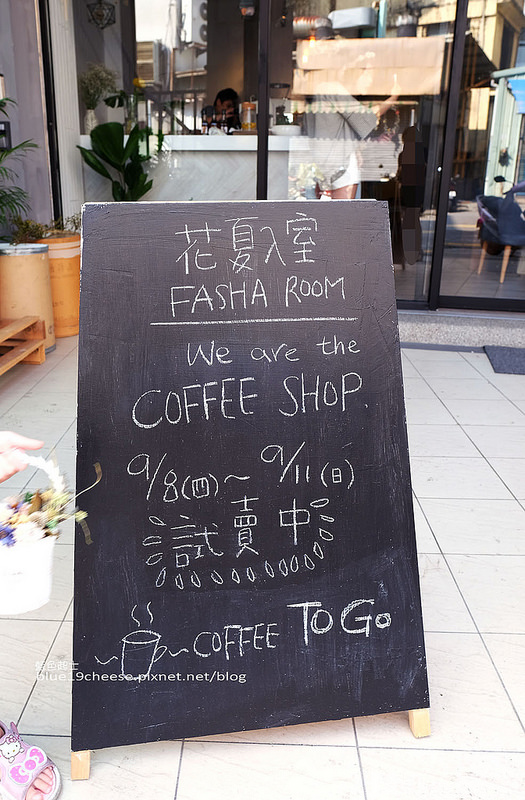 花夏入室
FASHA ROOM
We are the
COFFEE SHOP.
9/8(四)~ 9/11(日)
試賣中
COFFEE TO GO
藍色起士
blue19cheese.pixnet.net/blog